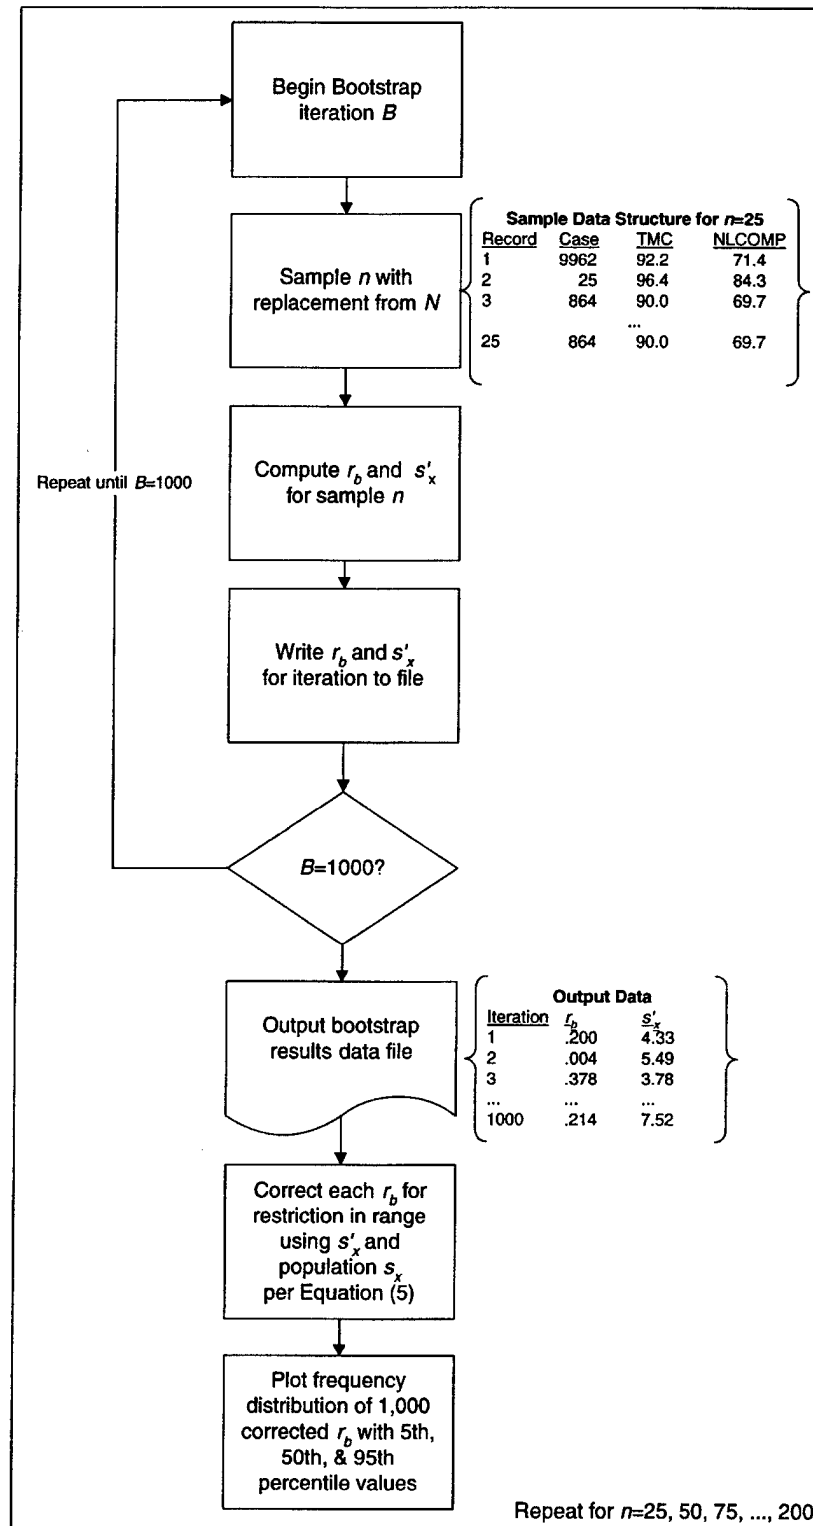 Begin Bootstrap
iteration B
Sample n with
replacement from N
Sample Data Structure for n=25
Record Case TMC NLCOMP
1 9962 92.2 71.4
2 25 96.4 84.3
3 864 90.0 69.7
...
25 864 90.0 69.7
Compute r_b and s'_x
for sample n
Repeat until B=1000
Write r_b and s'_x
for iteration to file
B=1000?
Output bootstrap
results data file
Output Data
Iteration r_b s'_x
1 .200 4.33
2 .004 5.49
3 .378 3.78
... ... ...
1000 .214 7.52
Correct each r_b for
restriction in range
using s'_x and
population s_x
per Equation (5)
Plot frequency
distribution of 1,000
corrected r_b with 5th,
50th, & 95th
percentile values
Repeat for n=25, 50, 75, ..., 200